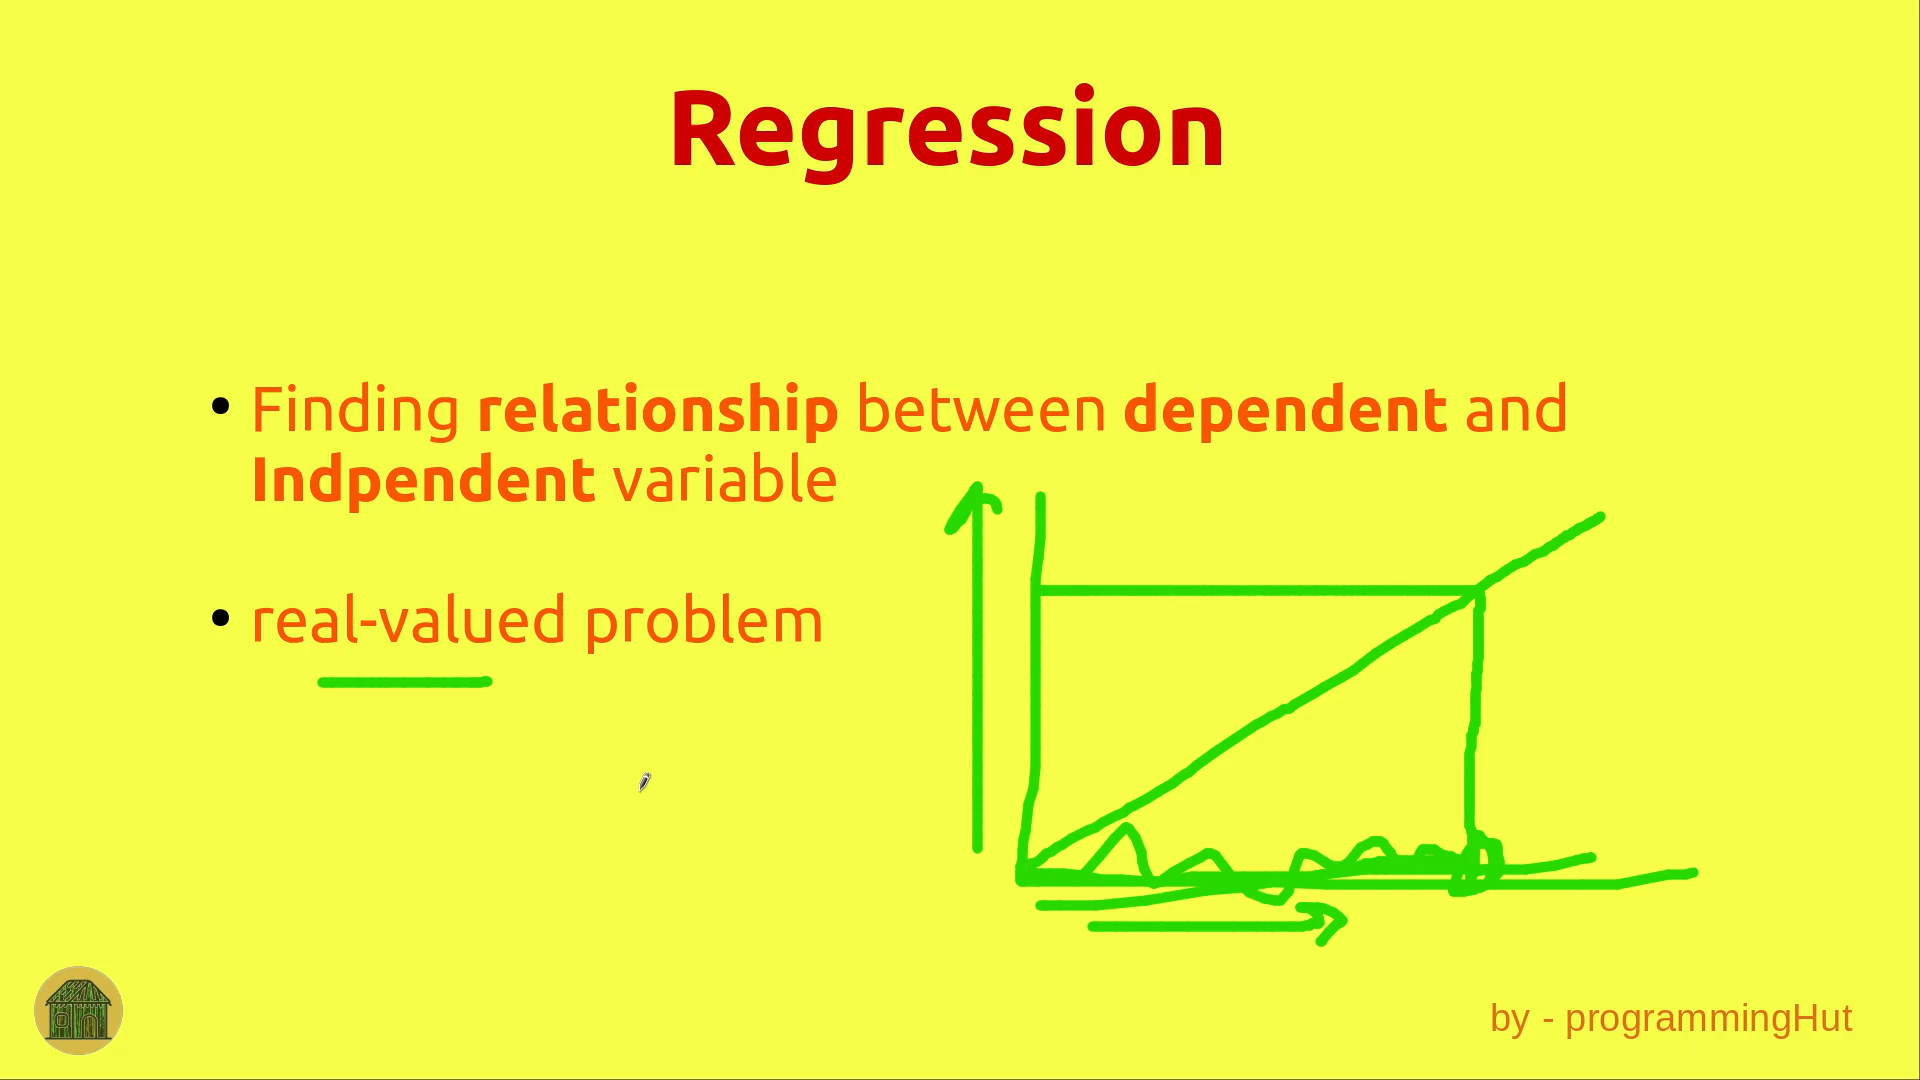 Regression
• Finding relationship between dependent and
Indpendent variable
• real-valued problem
by - programmingHut